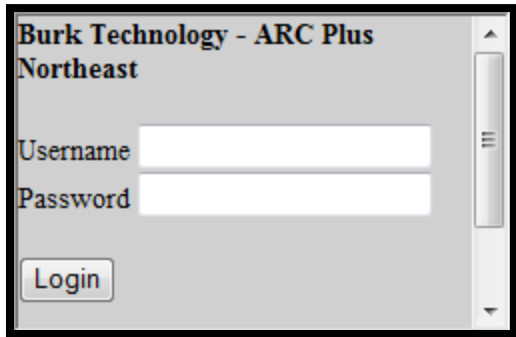 Burk Technology - ARC Plus
Northeast
Username
Password
Login